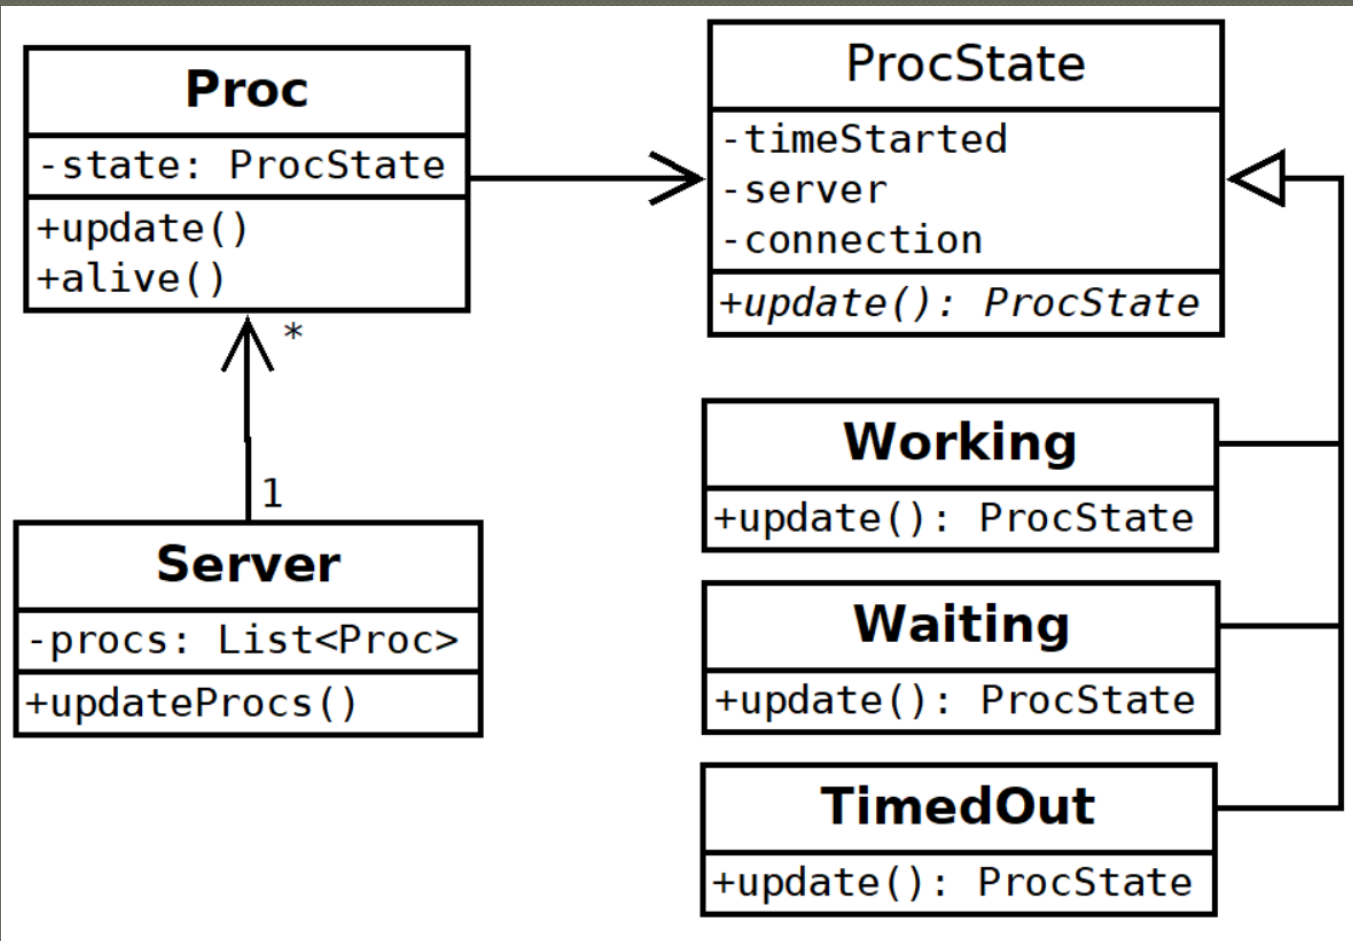 Proc
-state: ProcState
+update()
+alive()
*
1
Server
-procs: List<Proc>
+updateProcs()
ProcState
-timeStarted
-server
-connection
+update(): ProcState
Working
+update(): ProcState
Waiting
+update(): ProcState
TimedOut
+update(): ProcState